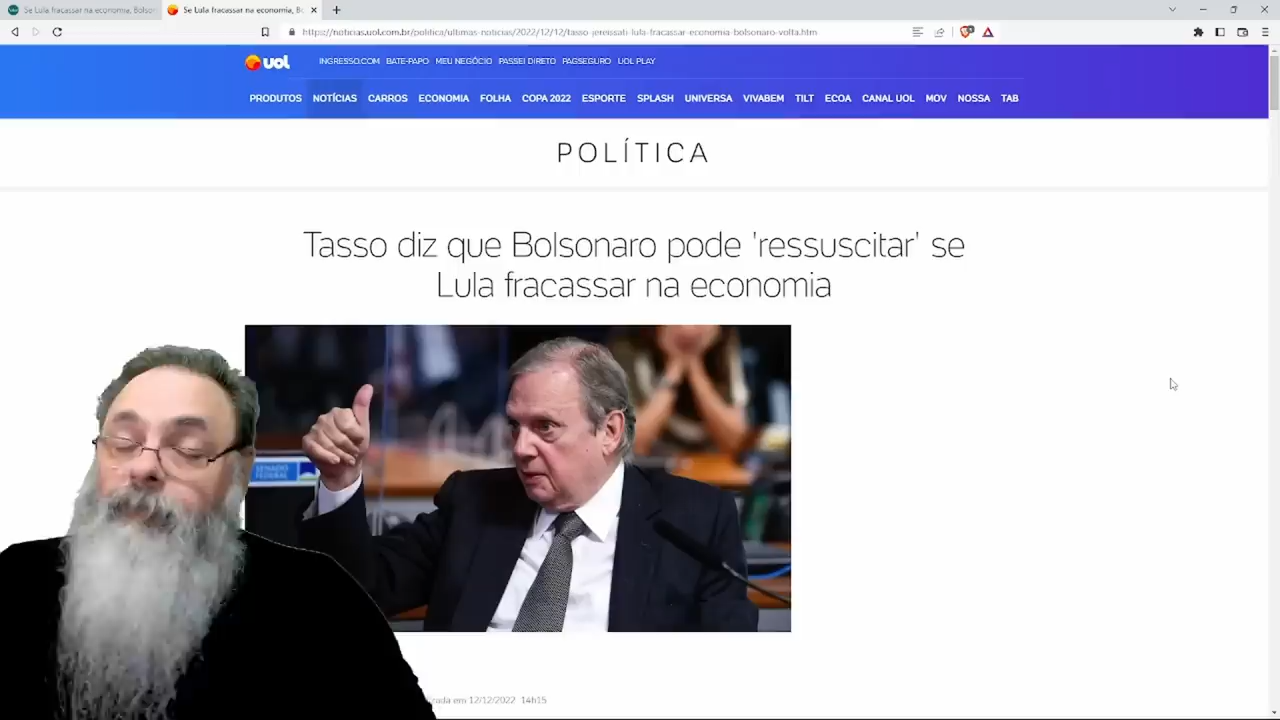 Se Lula fracassar na economia, Bolson
Se Lula fracassar na economia, Bo
https://noticias.uol.com.br/politica/ultimas-noticias/2022/12/12/tasso-jereissati-lula-fracassar-economia-bolsonaro-volta.htm
UOL
INGRESSO.COM BATE-PAPO MEU NEGÓCIO PASSEI DIRETO PAGSEGURO UOL PLAY
PRODUTOS NOTÍCIAS CARROS ECONOMIA FOLHA COPA 2022 ESPORTE SPLASH UNIVERSA VIVABEM TILT ECOA CANAL UOL MOV NOSSA TAB
POLÍTICA
Tasso diz que Bolsonaro pode 'ressuscitar' se
Lula fracassar na economia
SENADO
FEDERAL
em 12/12/2022 14h15